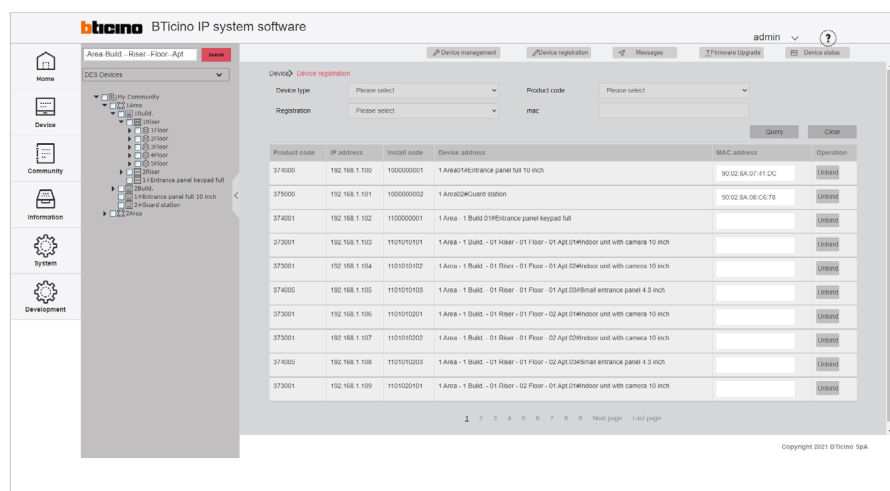 bticino BTicino IP system software
admin
?
Area-Build.--Riser--Floor--Apt
Search
Device management
Device registration
Messages
Firmware Upgrade
Device status
Home
Device
Community
Information
System
Development
DES Devices
My Community
1Area
1Build.
1Riser
1Floor
2Floor
3Floor
4Floor
5Floor
2Riser
1#Entrance panel keypad full
2Build.
1#Entrance panel full 10 inch
2#Guard station
2Area
Device> Device registration
Device type Please select Product code Please select
Registration Please select mac
Query Clear
Product code IP address Install code Device address MAC address Operation
374000 192.168.1.100 1000000001 1 Area01#Entrance panel full 10 inch 90:02:8A:07:41:DC Unbind
375000 192.168.1.101 1000000002 1 Area02#Guard station 90:02:8A:08:C6:78 Unbind
374001 192.168.1.102 1100000001 1 Area - 1 Build.01#Entrance panel keypad full Unbind
373001 192.168.1.103 1101010101 1 Area - 1 Build. - 01 Riser - 01 Floor - 01 Apt.01#Indoor unit with camera 10 inch Unbind
373001 192.168.1.104 1101010102 1 Area - 1 Build. - 01 Riser - 01 Floor - 01 Apt.02#Indoor unit with camera 10 inch Unbind
374005 192.168.1.105 1101010103 1 Area - 1 Build. - 01 Riser - 01 Floor - 01 Apt.03#Small entrance panel 4.3 inch Unbind
373001 192.168.1.106 1101010201 1 Area - 1 Build. - 01 Riser - 01 Floor - 02 Apt.01#Indoor unit with camera 10 inch Unbind
373001 192.168.1.107 1101010202 1 Area - 1 Build. - 01 Riser - 01 Floor - 02 Apt.02#Indoor unit with camera 10 inch Unbind
374005 192.168.1.108 1101010203 1 Area - 1 Build. - 01 Riser - 01 Floor - 02 Apt.03#Small entrance panel 4.3 inch Unbind
373001 192.168.1.109 1101020101 1 Area - 1 Build. - 01 Riser - 02 Floor - 01 Apt.01#Indoor unit with camera 10 inch Unbind
1 2 3 4 5 6 7 8 9 Next page Last page
Copyright 2021 BTicino SpA